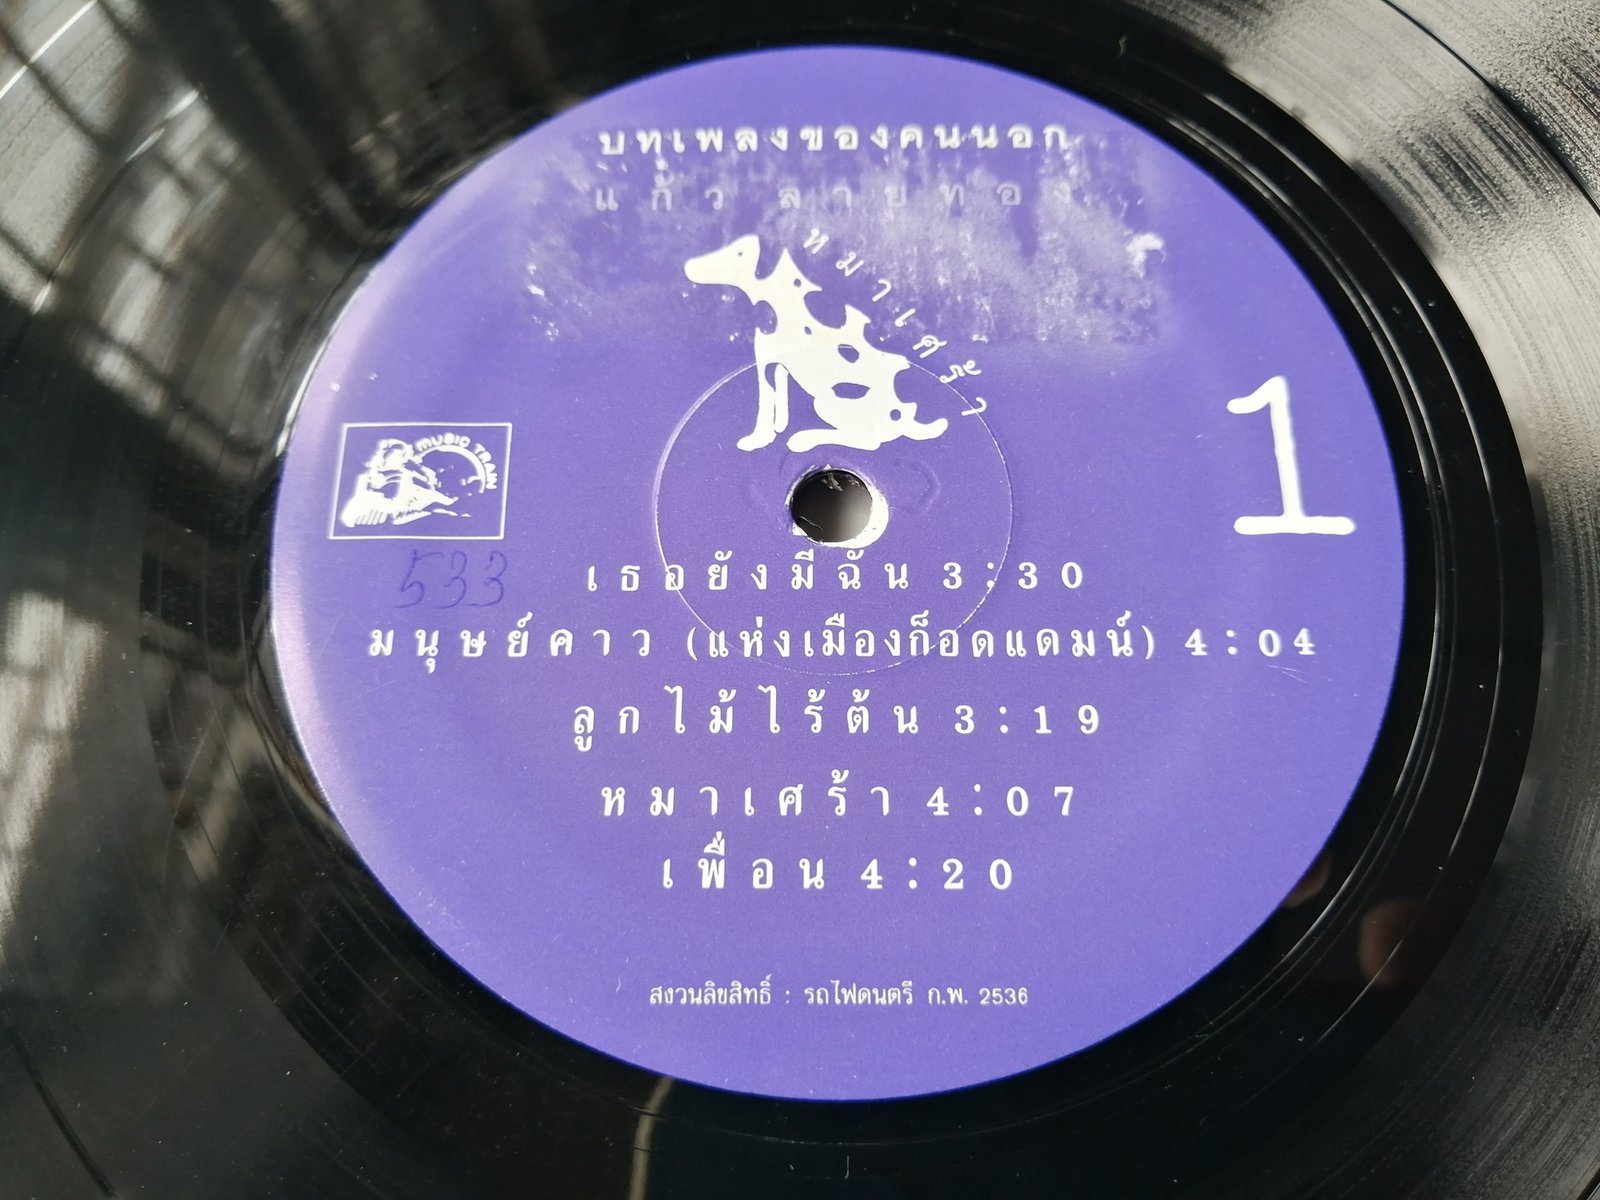 บทเพลงของคนนอก
แก้ว ลายทอง
หมาเศร้า
1
MUSIC TRAIN
533
เธอยังมีฉัน 3:30
มนุษย์คาว (แห่งเมืองก็อดแดมน์) 4:04
ลูกไม้ไร้ต้น 3:19
หมาเศร้า 4:07
เพื่อน 4:20
สงวนลิขสิทธิ์ : รถไฟดนตรี ก.พ. 2536